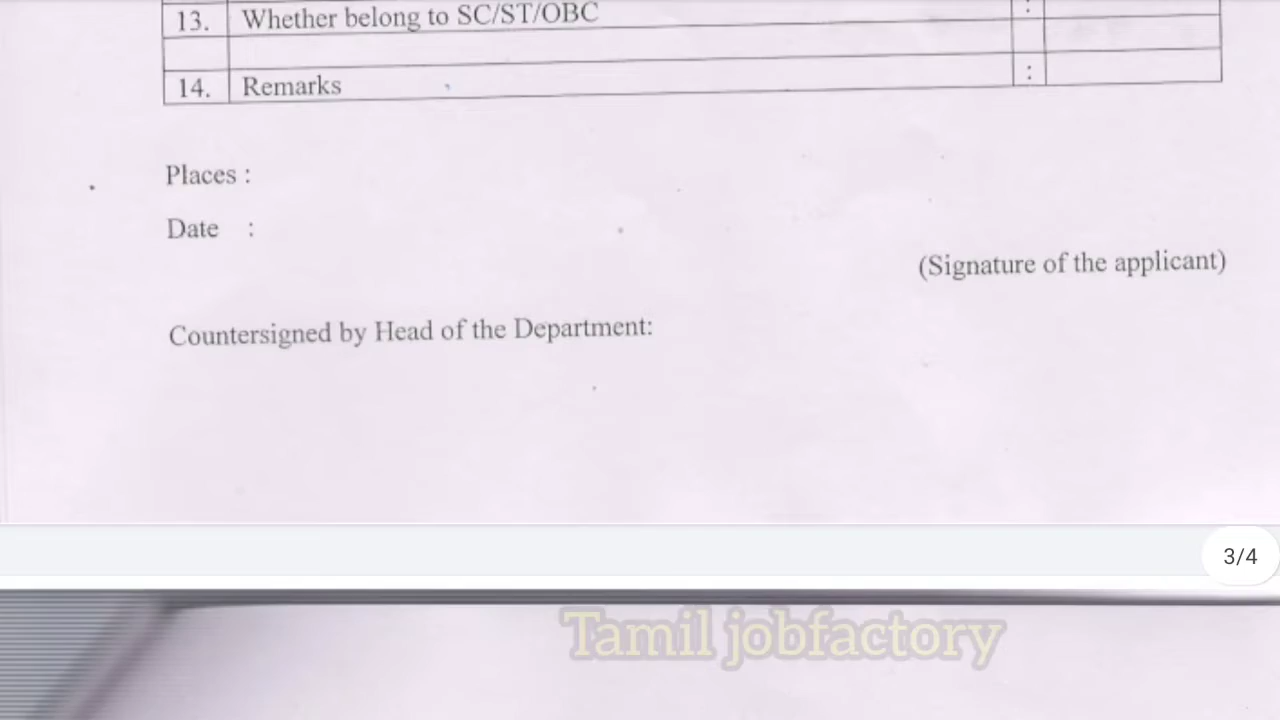 13. Whether belong to SC/ST/OBC :
14. Remarks :
Places :
Date :
(Signature of the applicant)
Countersigned by Head of the Department:
3/4
Tamil jobfactory